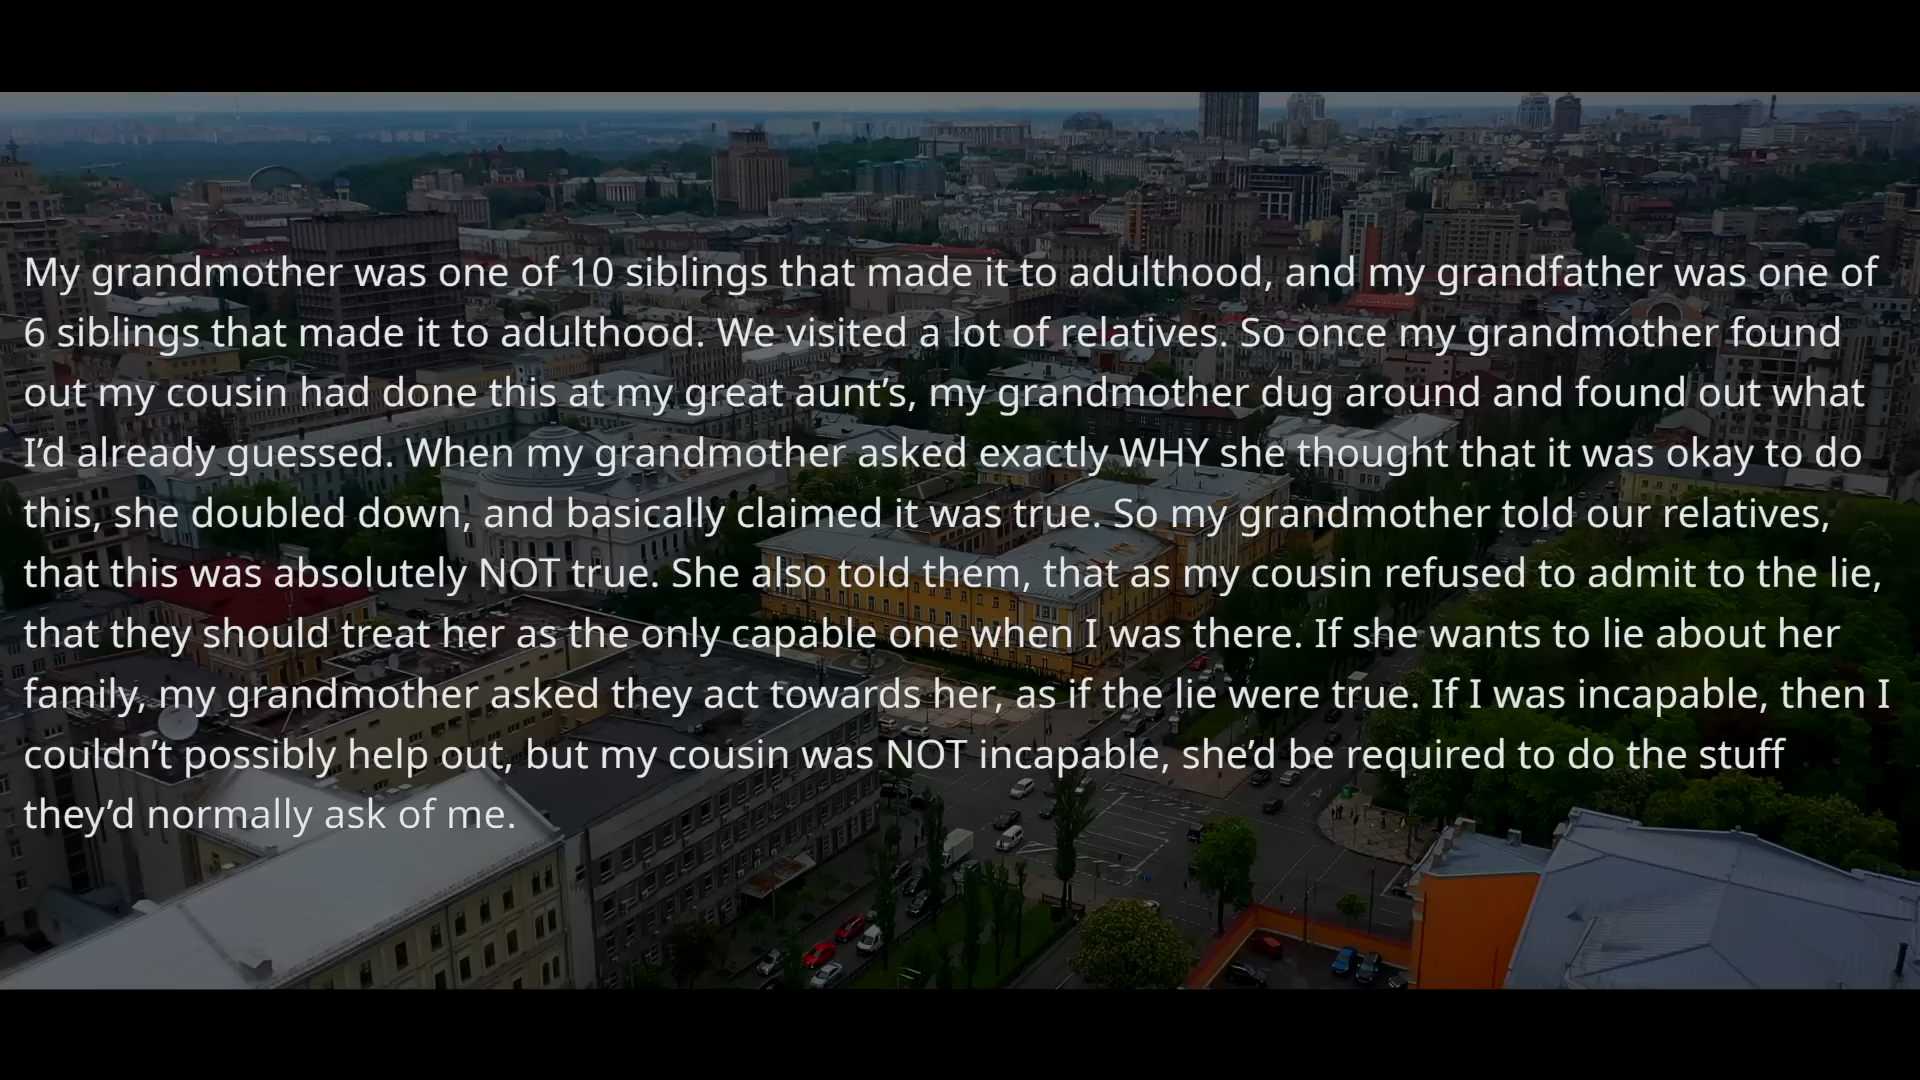 My grandmother was one of 10 siblings that made it to adulthood, and my grandfather was one of
6 siblings that made it to adulthood. We visited a lot of relatives. So once my grandmother found
out my cousin had done this at my great aunt’s, my grandmother dug around and found out what
I’d already guessed. When my grandmother asked exactly WHY she thought that it was okay to do
this, she doubled down, and basically claimed it was true. So my grandmother told our relatives,
that this was absolutely NOT true. She also told them, that as my cousin refused to admit to the lie,
that they should treat her as the only capable one when I was there. If she wants to lie about her
family, my grandmother asked they act towards her, as if the lie were true. If I was incapable, then I
couldn’t possibly help out, but my cousin was NOT incapable, she’d be required to do the stuff
they’d normally ask of me.